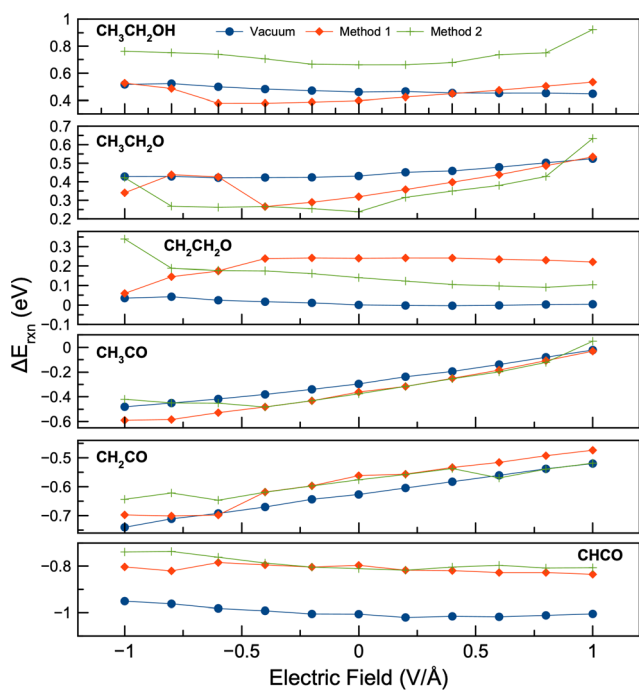 CH₃CH₂OH
Vacuum Method 1 Method 2
1
0.8
0.6
0.4
CH₃CH₂O
0.7
0.6
0.5
0.4
0.3
0.2
CH₂CH₂O
0.3
0.2
0.1
0
−0.1
ΔE_rxn (eV)
CH₃CO
0
−0.2
−0.4
−0.6
CH₂CO
−0.5
−0.6
−0.7
CHCO
−0.8
−1
−1 −0.5 0 0.5 1
Electric Field (V/Å)